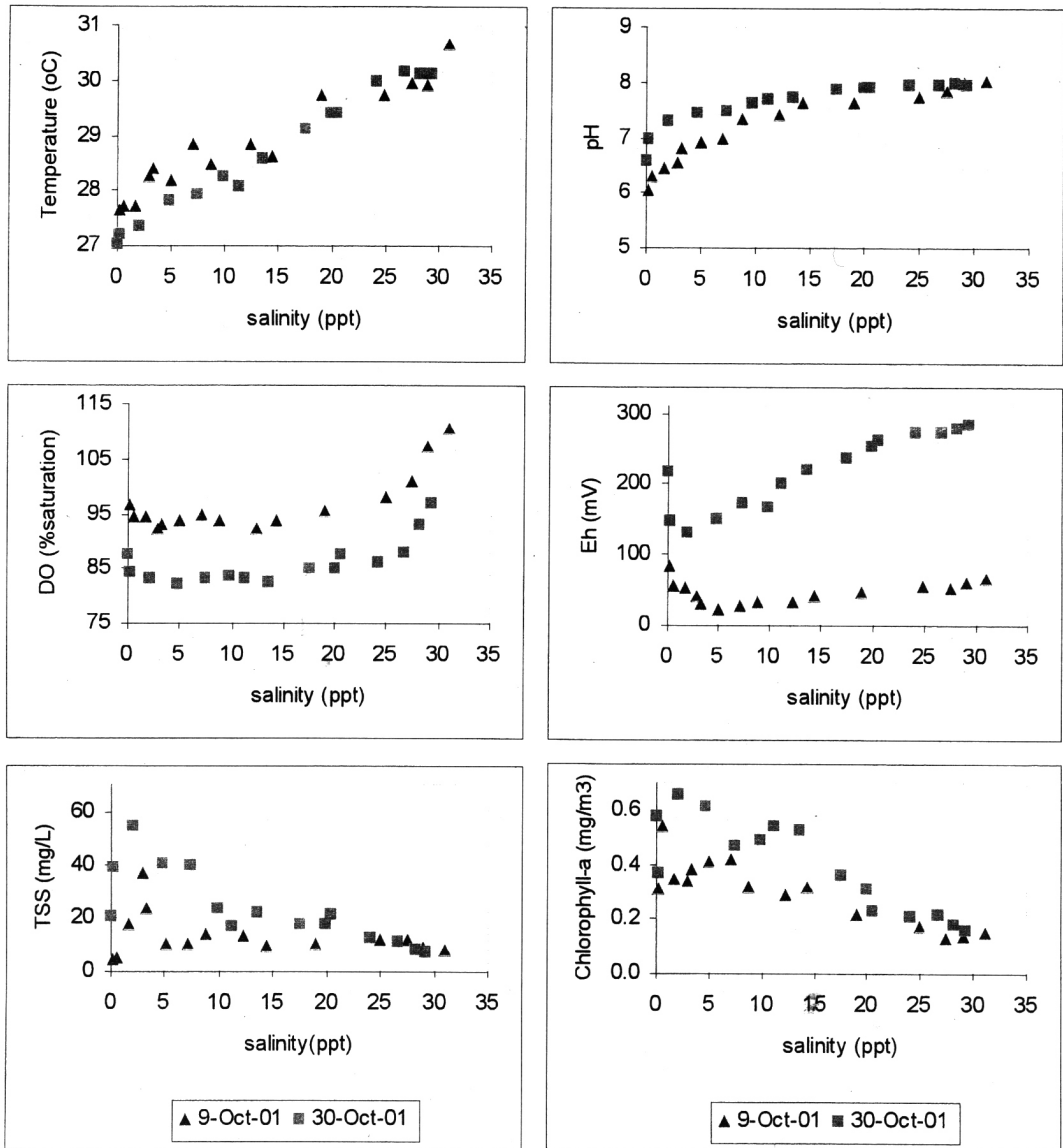 Temperature (oC)
31
30
29
28
27
0 5 10 15 20 25 30 35
salinity (ppt)
pH
9
8
7
6
5
0 5 10 15 20 25 30 35
salinity (ppt)
DO (%saturation)
115
105
95
85
75
0 5 10 15 20 25 30 35
salinity (ppt)
Eh (mV)
300
200
100
0
0 5 10 15 20 25 30 35
salinity (ppt)
TSS (mg/L)
60
40
20
0
0 5 10 15 20 25 30 35
salinity(ppt)
9-Oct-01 30-Oct-01
Chlorophyll-a (mg/m3)
0.6
0.4
0.2
0.0
0 5 10 15 20 25 30 35
salinity (ppt)
9-Oct-01 30-Oct-01